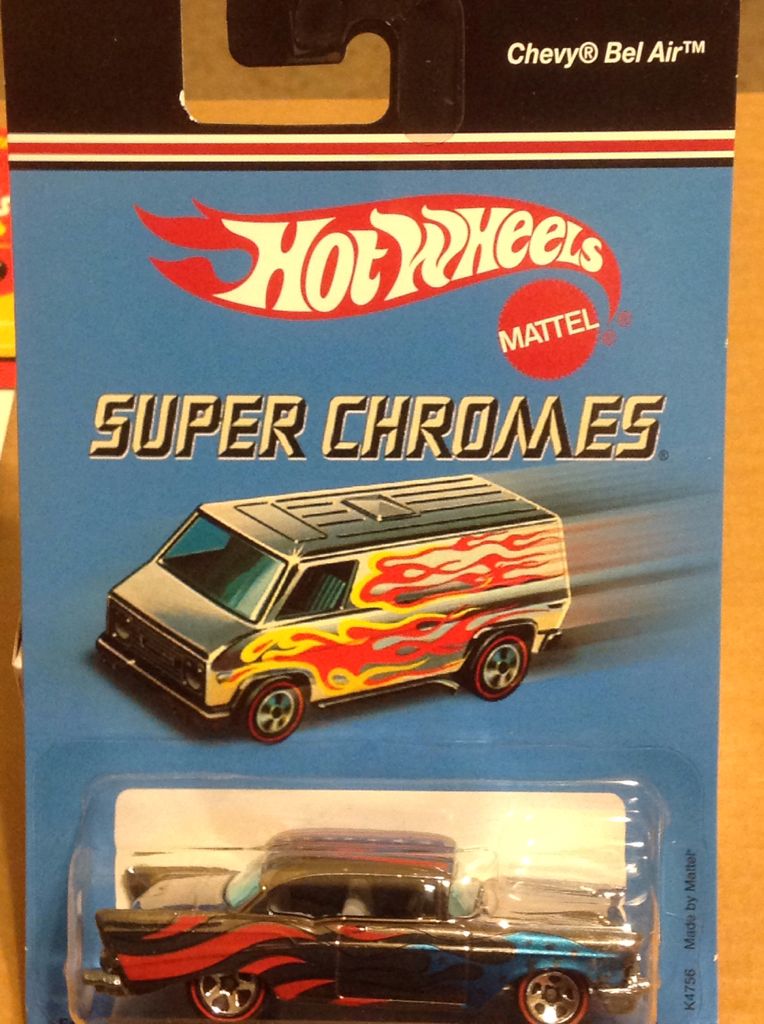 Chevy® Bel Air™
HOT WHEELS
MATTEL
SUPER CHROMES®
K4756 Made by Mattel®